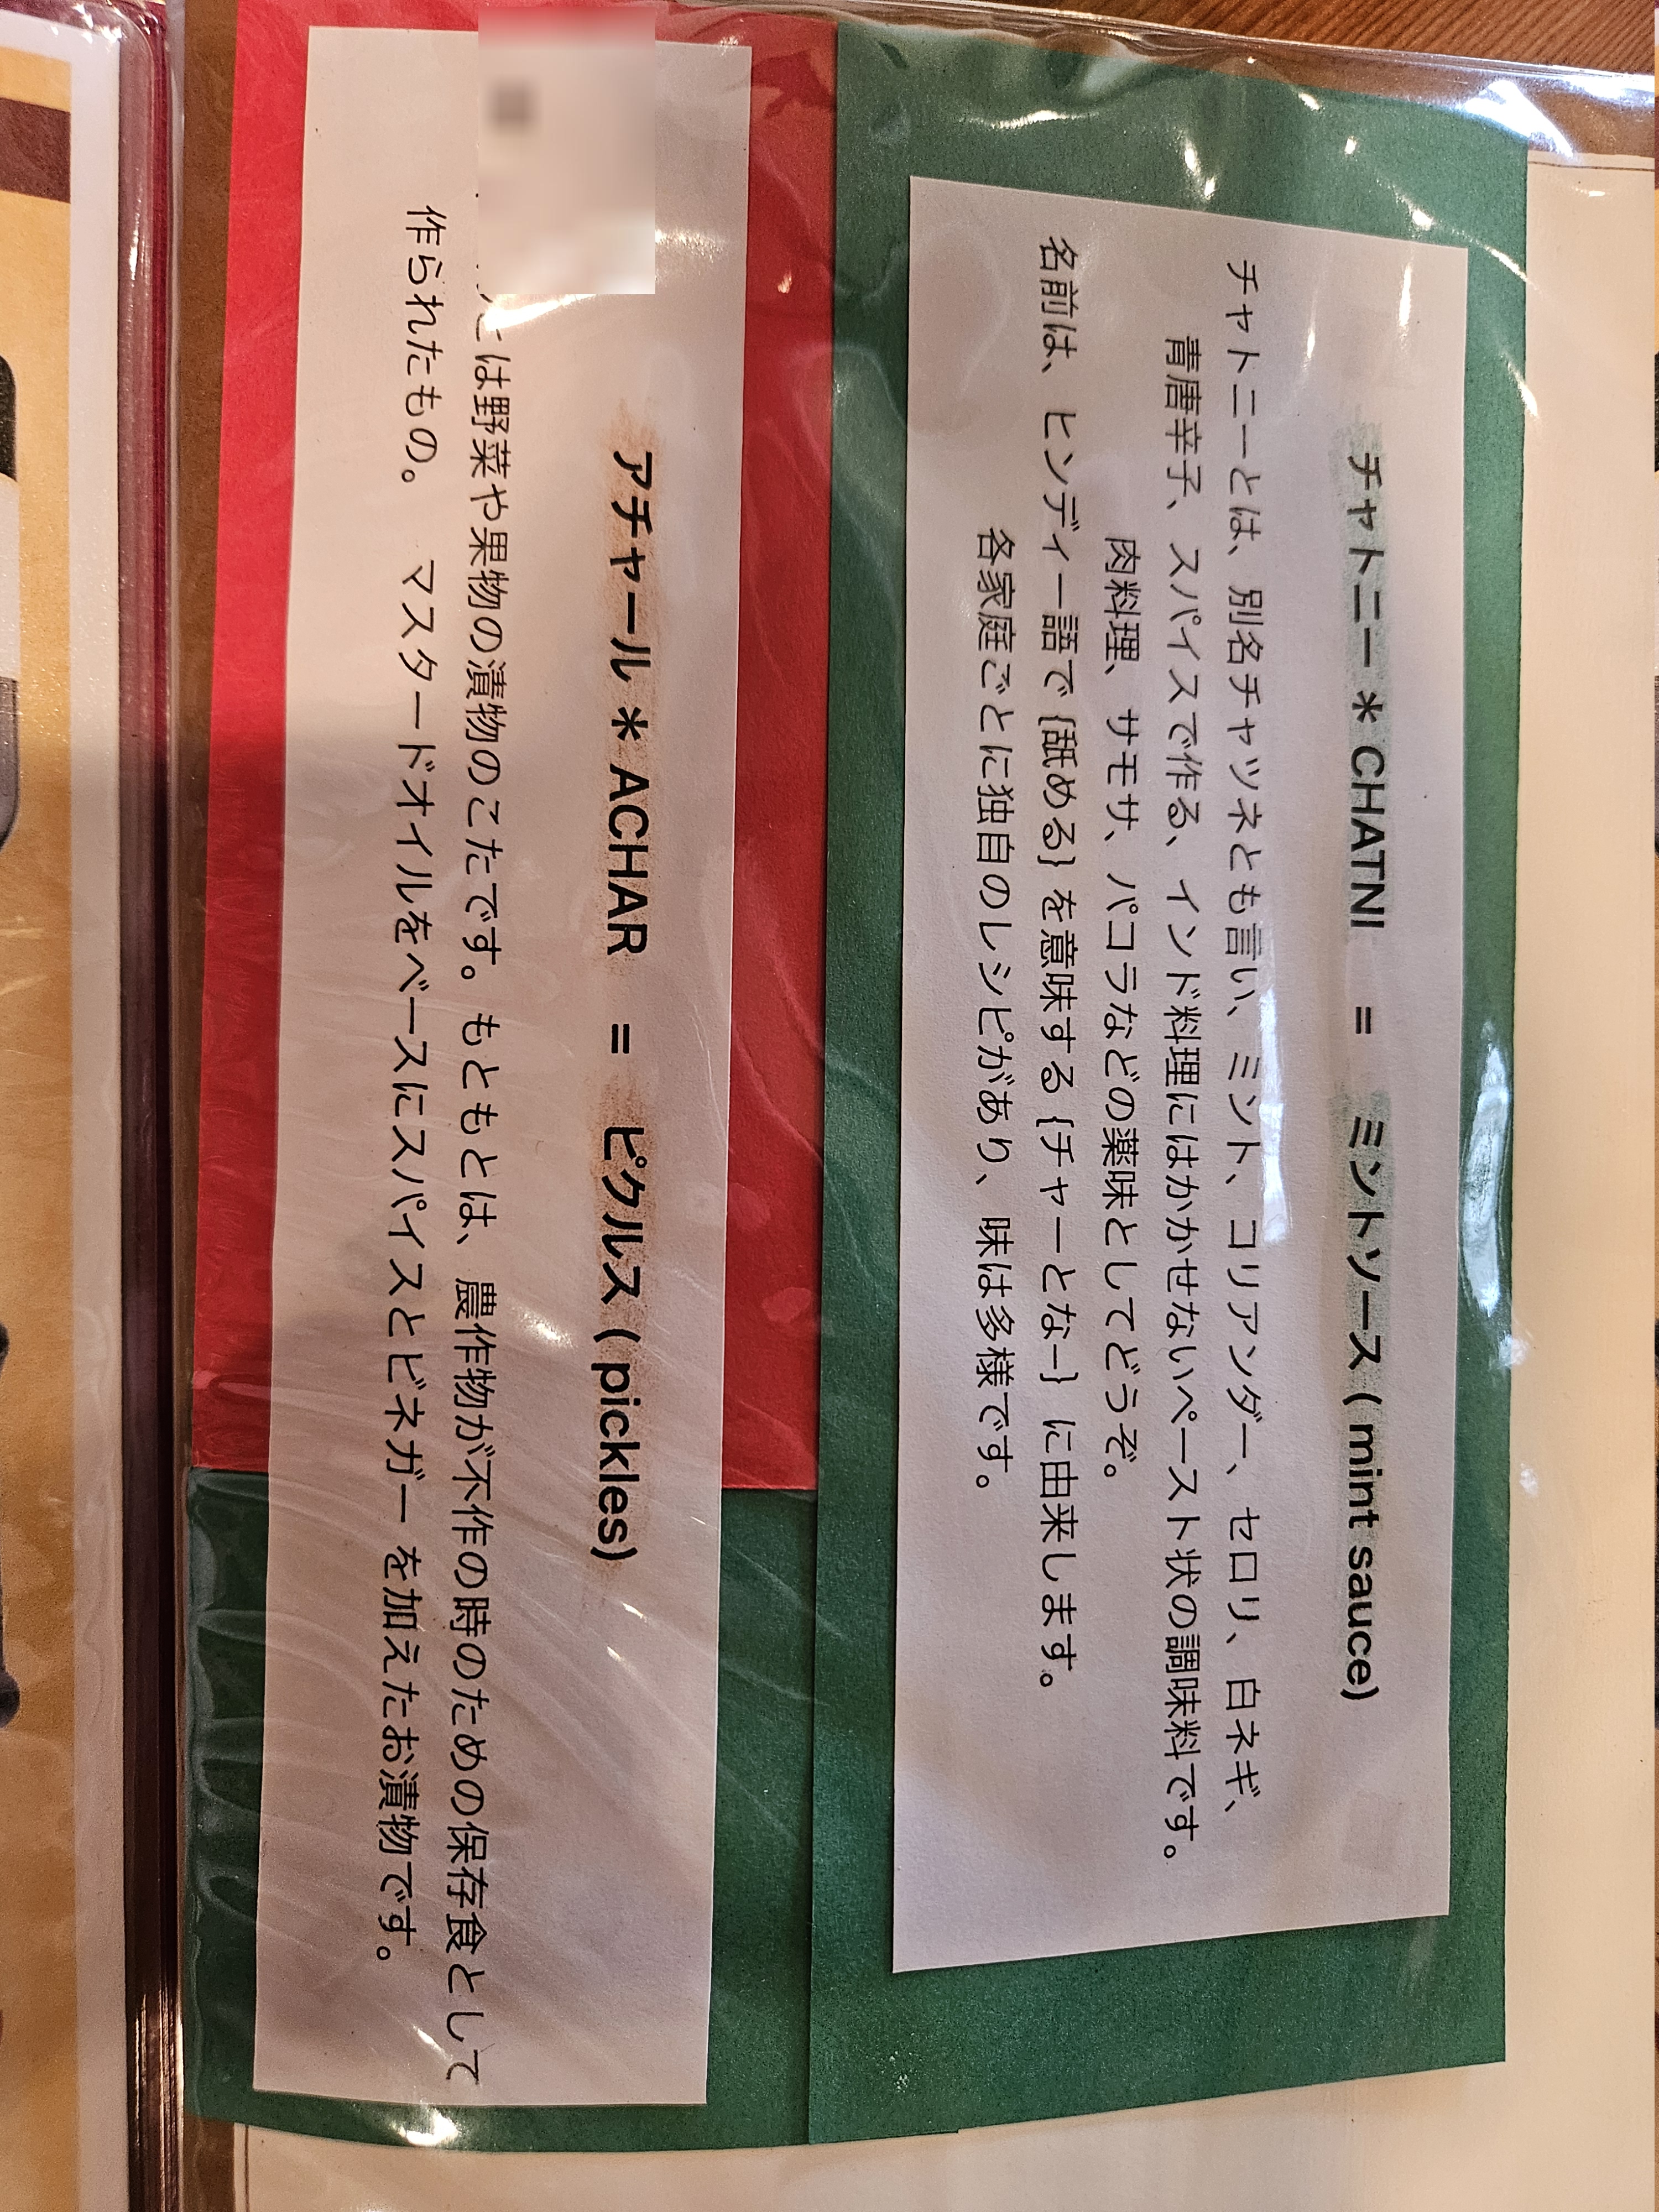 チャトニー ＊ CHATNI = ミントソース ( mint sauce)
チャトニーとは、別名チャツネとも言い、ミント、コリアンダー、セロリ、白ネギ、
青唐辛子、スパイスで作る、インド料理にはかかせないペースト状の調味料です。
肉料理、サモサ、パコラなどの薬味としてどうぞ。
名前は、ヒンディー語で {舐める} を意味する {チャーとなー} に由来します。
各家庭ごとに独自のレシピがあり、味は多様です。
アチャール ＊ ACHAR = ピクルス ( pickles)
とは野菜や果物の漬物のこたです。もともとは、農作物が不作の時のための保存食として
作られたもの。 マスタードオイルをベースにスパイスとビネガー を加えたお漬物です。